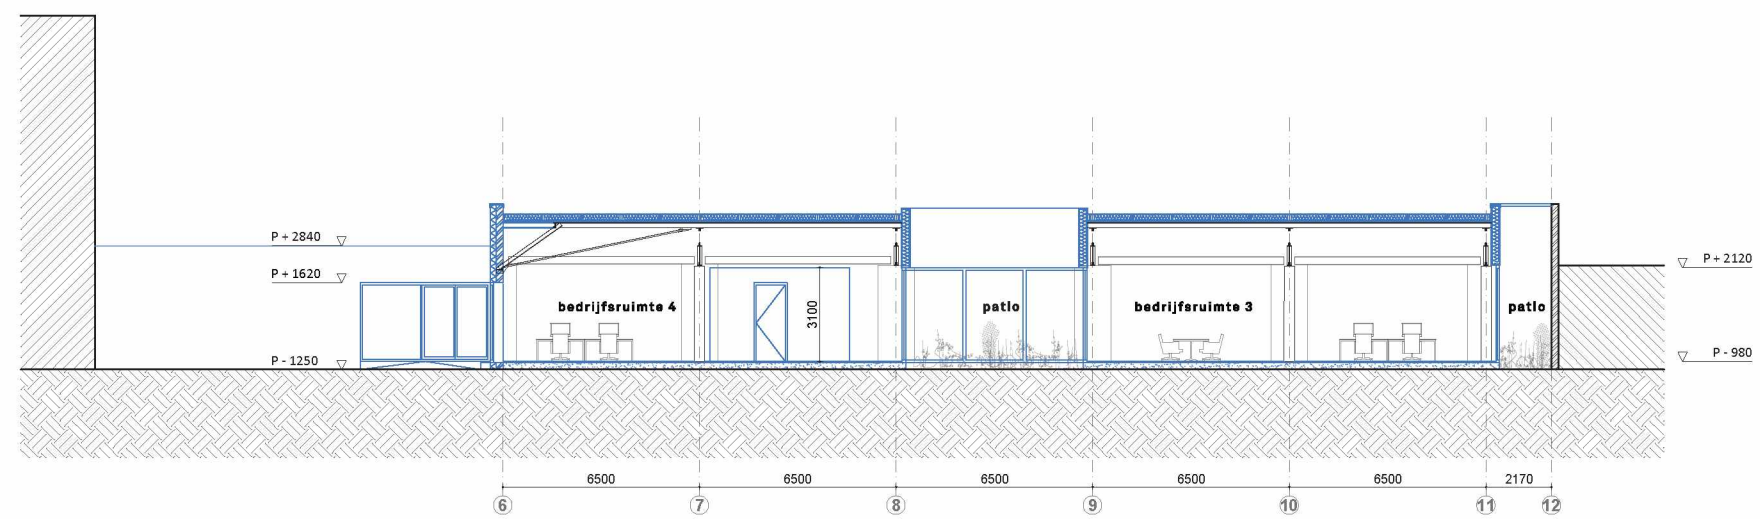 P + 2840
P + 1620
P + 2120
bedrijfsruimte 4
3100
patio
bedrijfsruimte 3
patio
P - 1250
P - 980
6500
6500
6500
6500
6500
2170
6
7
8
9
10
11
12